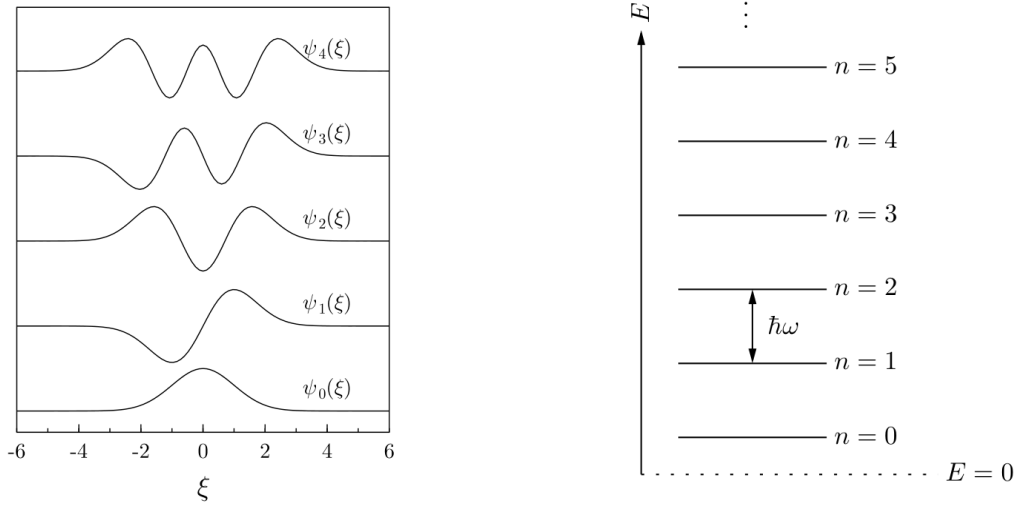 ψ₄(ξ)
ψ₃(ξ)
ψ₂(ξ)
ψ₁(ξ)
ψ₀(ξ)
-6 -4 -2 0 2 4 6
ξ
E
n = 5
n = 4
n = 3
n = 2
ħω
n = 1
n = 0
E = 0